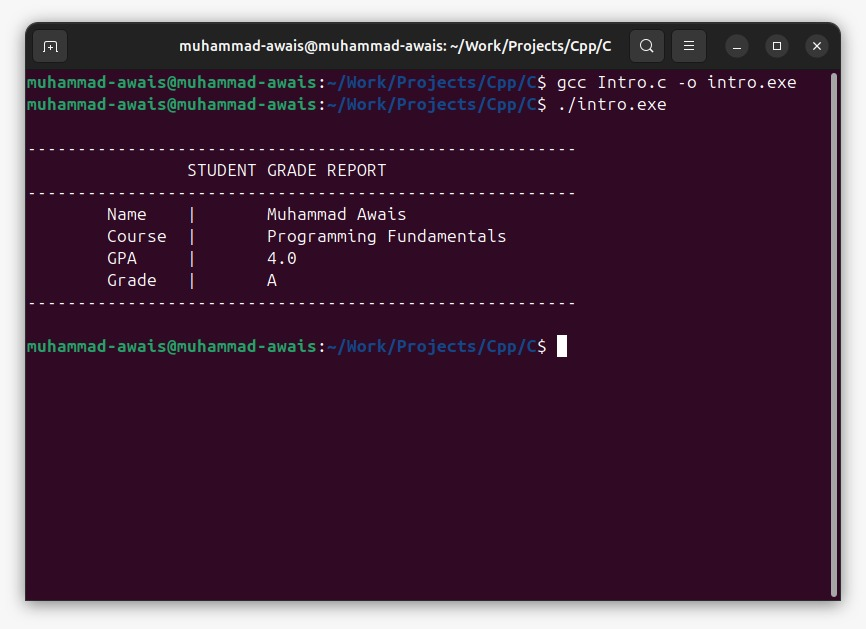 muhammad-awais@muhammad-awais: ~/Work/Projects/Cpp/C
muhammad-awais@muhammad-awais:~/Work/Projects/Cpp/C$ gcc Intro.c -o intro.exe
muhammad-awais@muhammad-awais:~/Work/Projects/Cpp/C$ ./intro.exe
-------------------------------------------------------
STUDENT GRADE REPORT
-------------------------------------------------------
Name | Muhammad Awais
Course | Programming Fundamentals
GPA | 4.0
Grade | A
-------------------------------------------------------
muhammad-awais@muhammad-awais:~/Work/Projects/Cpp/C$